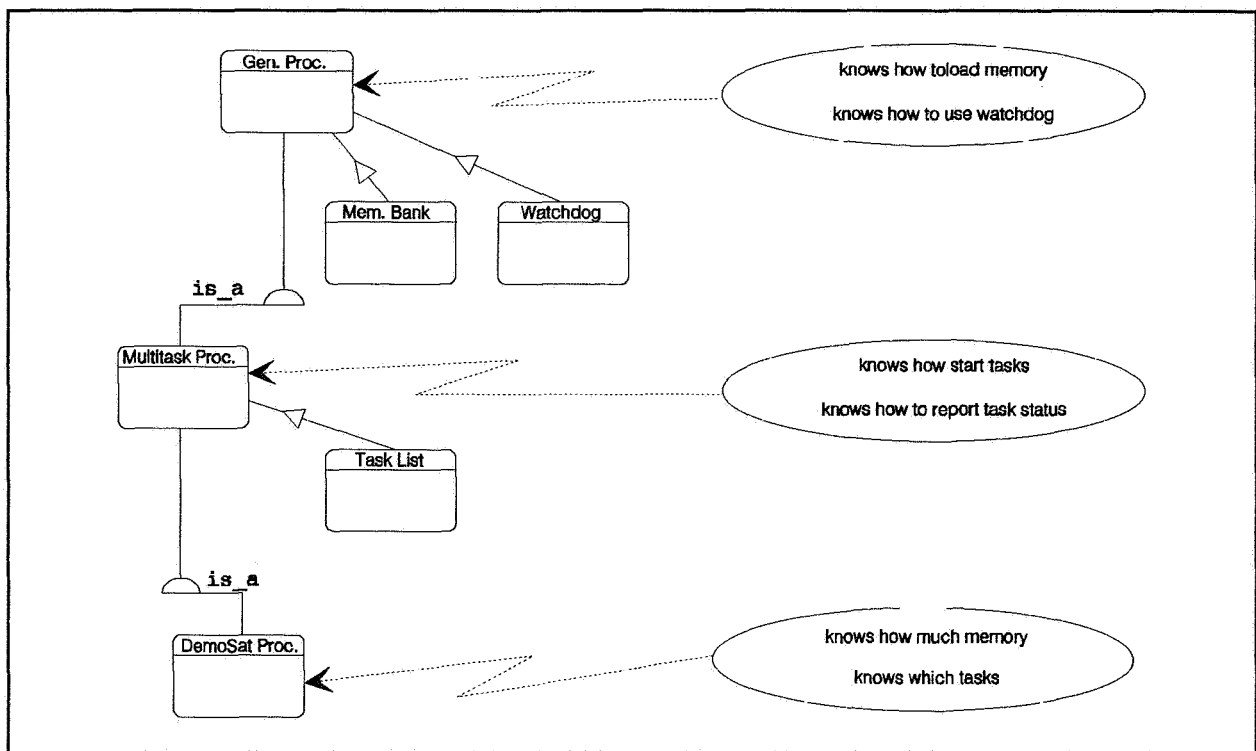 Gen. Proc.
knows how toload memory
knows how to use watchdog
Mem. Bank
Watchdog
is_a
Multitask Proc.
knows how start tasks
knows how to report task status
Task List
is_a
DemoSat Proc.
knows how much memory
knows which tasks